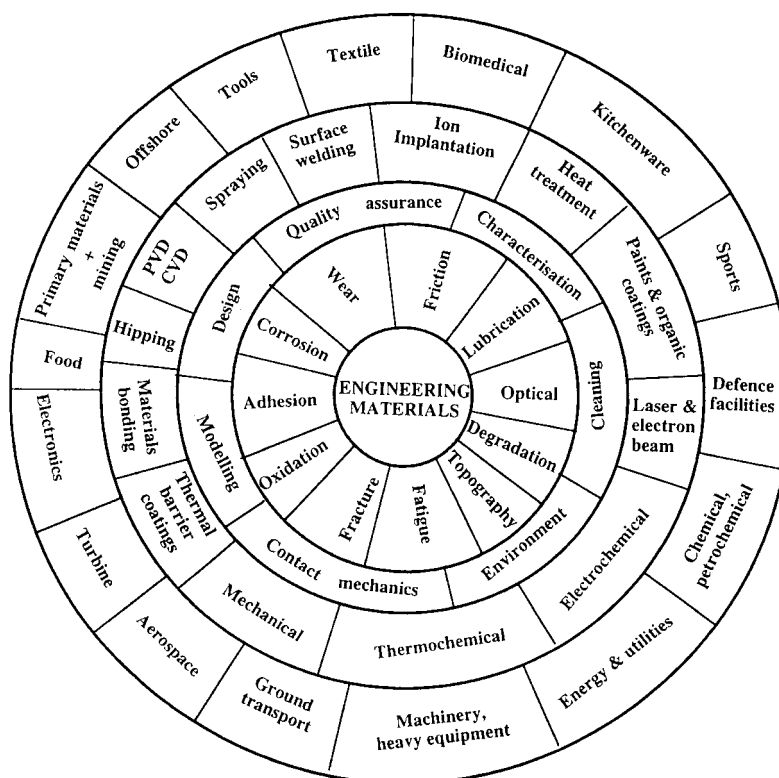 ENGINEERING
MATERIALS
Wear
Friction
Lubrication
Optical
Degradation
Topography
Fatigue
Fracture
Oxidation
Adhesion
Corrosion
Quality assurance
Characterisation
Cleaning
Environment
Contact mechanics
Modelling
Design
Ion
Implantation
Heat
treatment
Paints & organic
coatings
Laser &
electron
beam
Electrochemical
Thermochemical
Mechanical
Thermal
barrier
coatings
Materials
bonding
Hipping
PVD
CVD
Spraying
Surface
welding
Biomedical
Kitchenware
Sports
Defence
facilities
Chemical,
petrochemical
Energy & utilities
Machinery,
heavy equipment
Ground
transport
Aerospace
Turbine
Electronics
Food
Primary materials
+
mining
Offshore
Tools
Textile